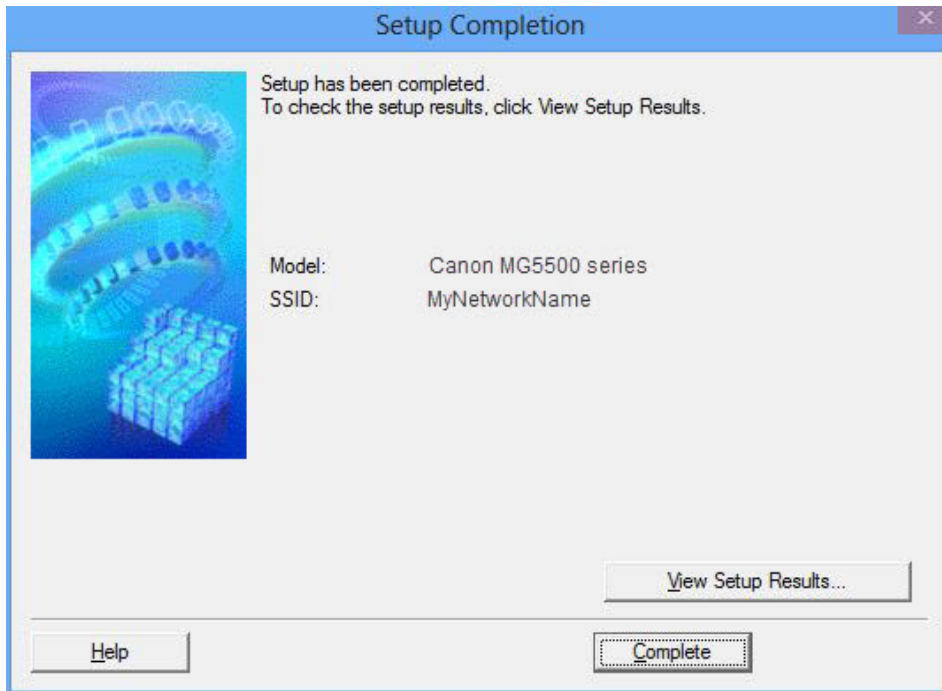 Setup Completion
Setup has been completed.
To check the setup results, click View Setup Results.
Model: Canon MG5500 series
SSID: MyNetworkName
View Setup Results...
Help Complete